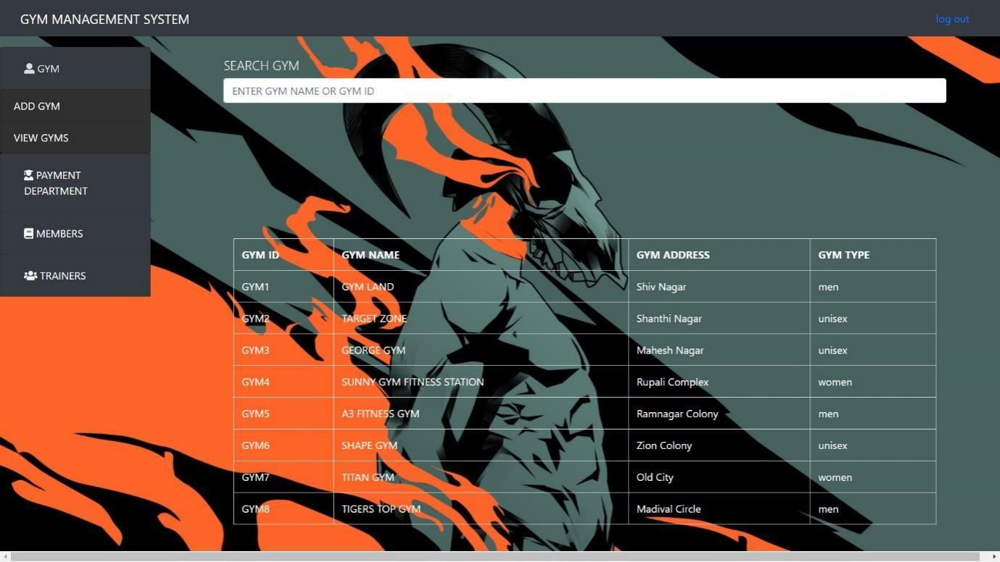 GYM MANAGEMENT SYSTEM
log out
GYM
ADD GYM
VIEW GYMS
PAYMENT
DEPARTMENT
MEMBERS
TRAINERS
SEARCH GYM
ENTER GYM NAME OR GYM ID
GYM ID GYM NAME GYM ADDRESS GYM TYPE
GYM1 GYM LAND Shiv Nagar men
GYM2 TARGET ZONE Shanthi Nagar unisex
GYM3 GEORGE GYM Mahesh Nagar unisex
GYM4 SUNNY GYM FITNESS STATION Rupali Complex women
GYM5 A3 FITNESS GYM Ramnagar Colony men
GYM6 SHAPE GYM Zion Colony unisex
GYM7 TITAN GYM Old City women
GYM8 TIGERS TOP GYM Madival Circle men